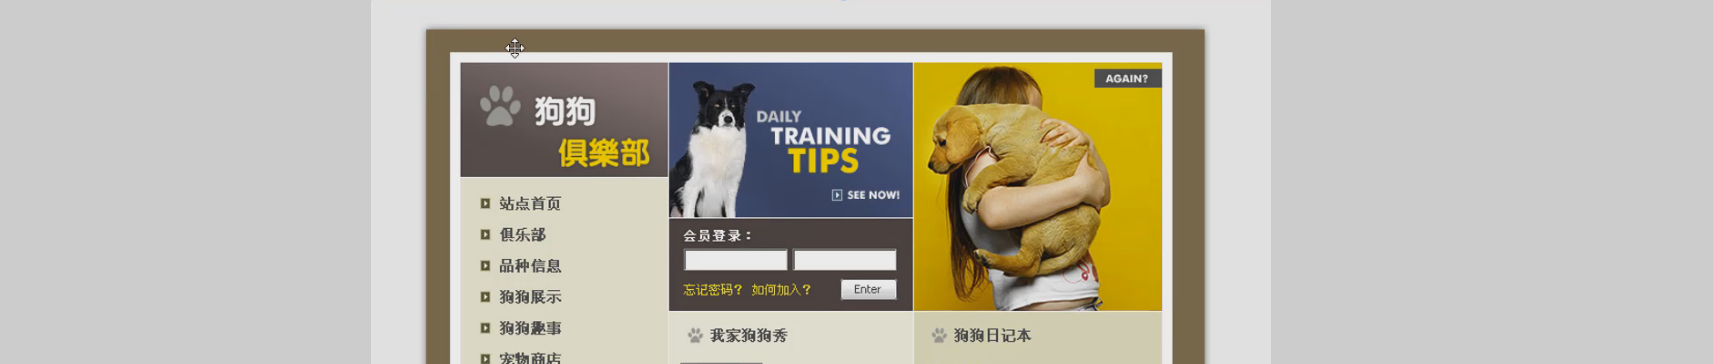 狗狗
俱樂部
站点首页
俱乐部
品种信息
狗狗展示
狗狗趣事
宠物商店
DAILY
TRAINING
TIPS
SEE NOW!
会员登录：
忘记密码？ 如何加入？
Enter
AGAIN?
我家狗狗秀
狗狗日记本